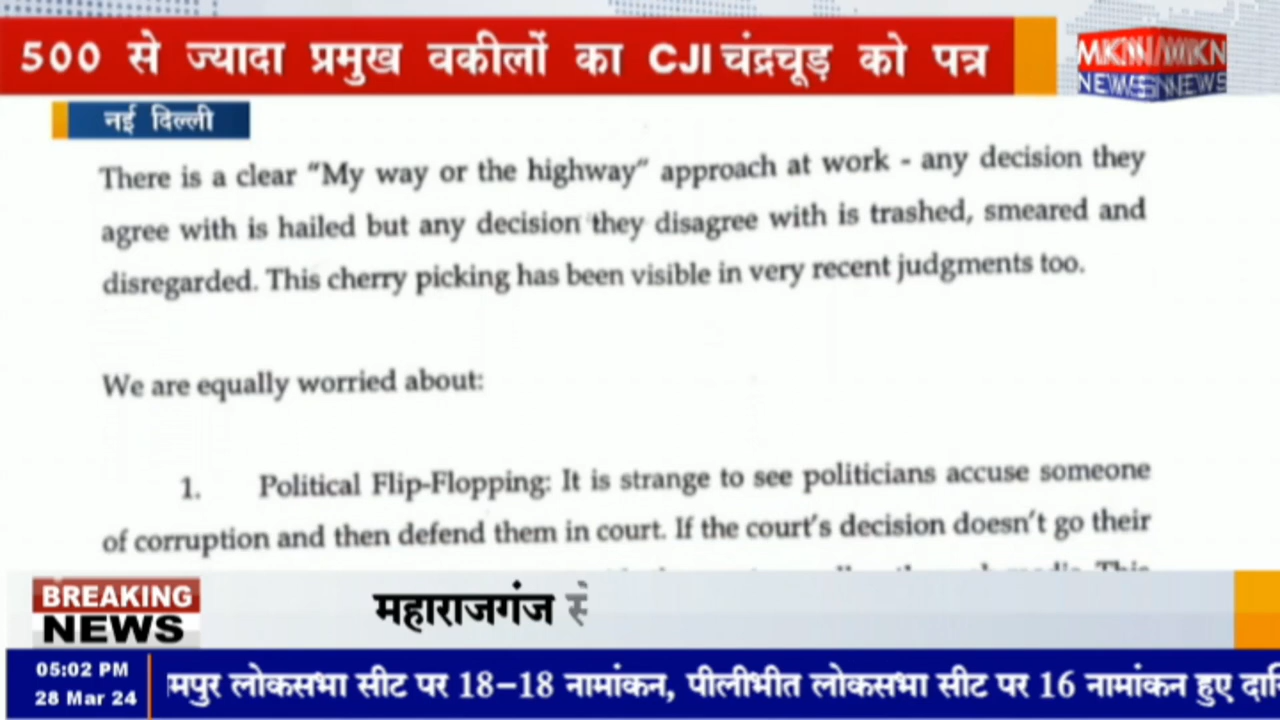 500 से ज्यादा प्रमुख वकीलों का CJI चंद्रचूड़ को पत्र
नई दिल्ली
There is a clear “My way or the highway” approach at work - any decision they
agree with is hailed but any decision they disagree with is trashed, smeared and
disregarded. This cherry picking has been visible in very recent judgments too.
We are equally worried about:
1. Political Flip-Flopping: It is strange to see politicians accuse someone
of corruption and then defend them in court. If the court's decision doesn't go their
BREAKING
NEWS
महाराजगंज से
05:02 PM
28 Mar 24
मपुर लोकसभा सीट पर 18–18 नामांकन, पीलीभीत लोकसभा सीट पर 16 नामांकन हुए